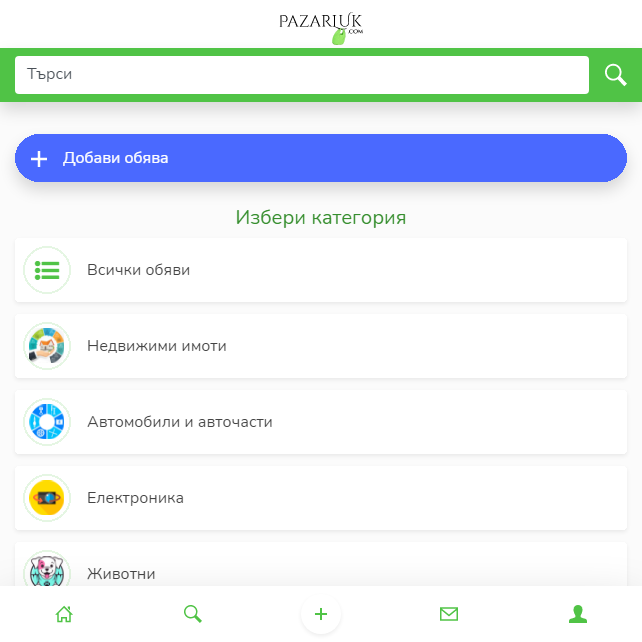 PAZARLUK
.COM
Търси
Добави обява
Избери категория
Всички обяви
Недвижими имоти
Автомобили и авточасти
Електроника
Животни